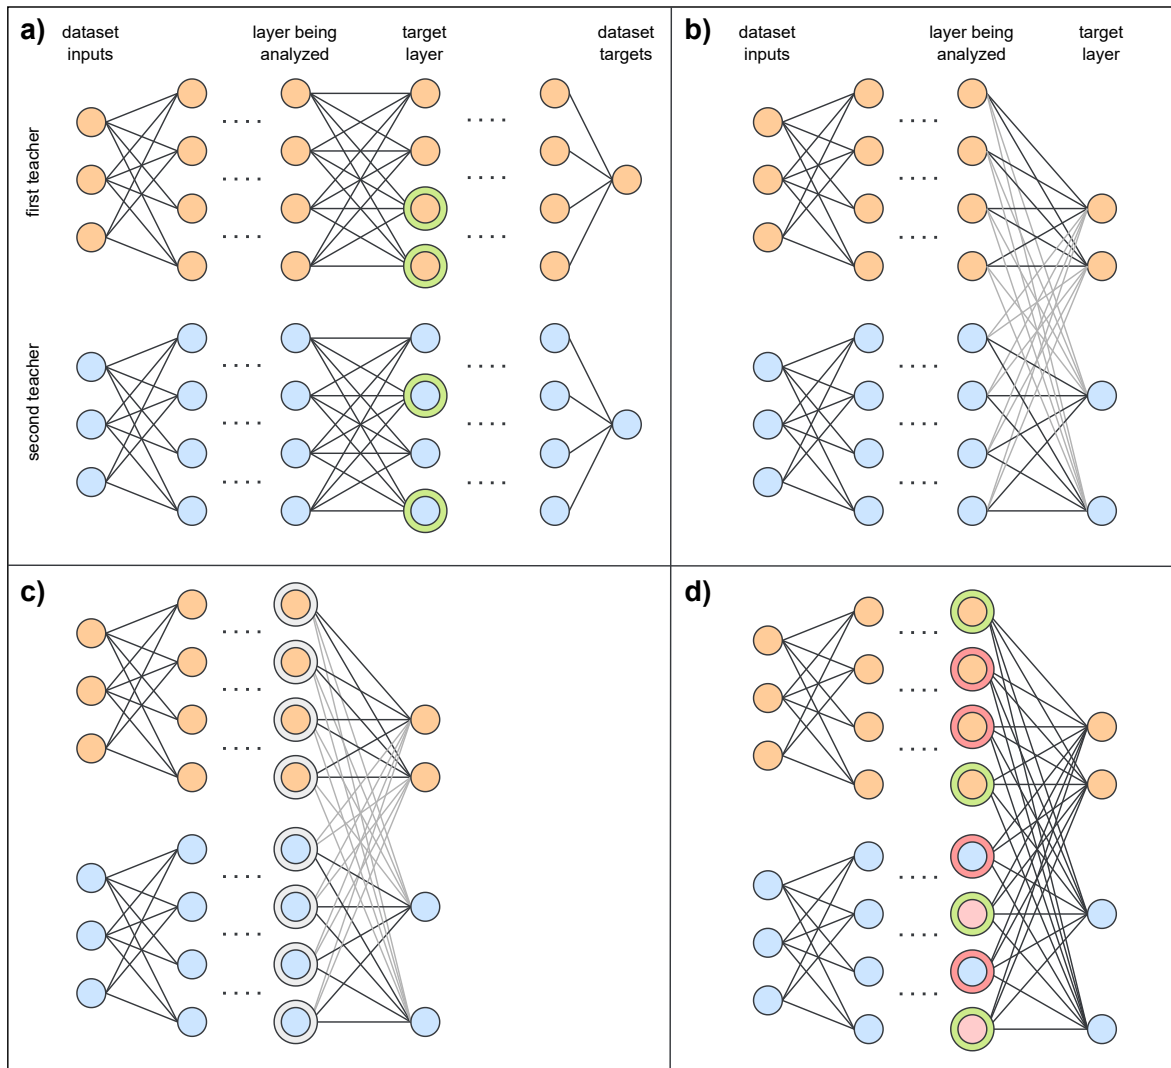 a)
dataset
inputs
layer being
analyzed
target
layer
dataset
targets
first teacher
second teacher
b)
dataset
inputs
layer being
analyzed
target
layer
c)
d)